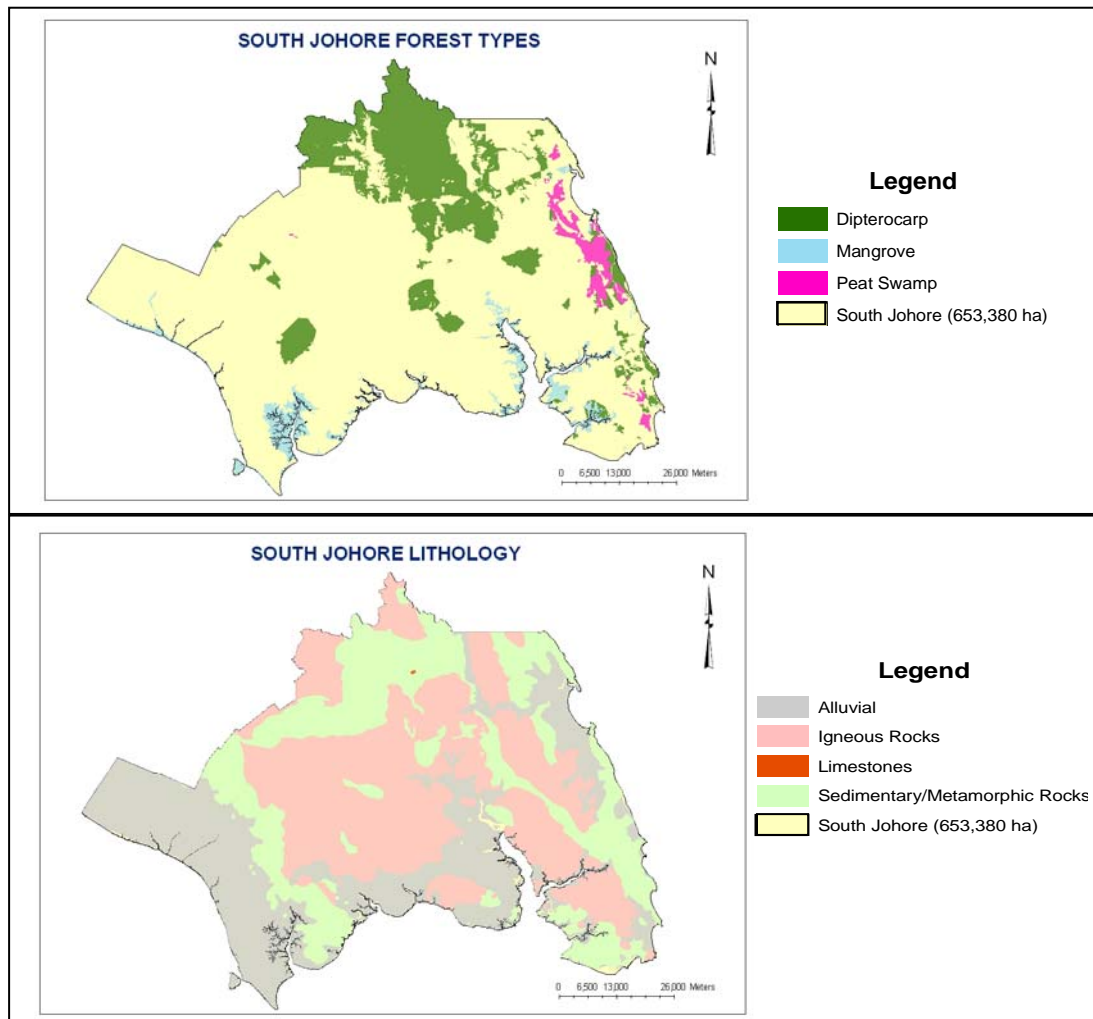 SOUTH JOHORE FOREST TYPES
N
Legend
Dipterocarp
Mangrove
Peat Swamp
South Johore (653,380 ha)
0 6,500 13,000 26,000 Meters
SOUTH JOHORE LITHOLOGY
N
Legend
Alluvial
Igneous Rocks
Limestones
Sedimentary/Metamorphic Rocks
South Johore (653,380 ha)
0 6,500 13,000 26,000 Meters